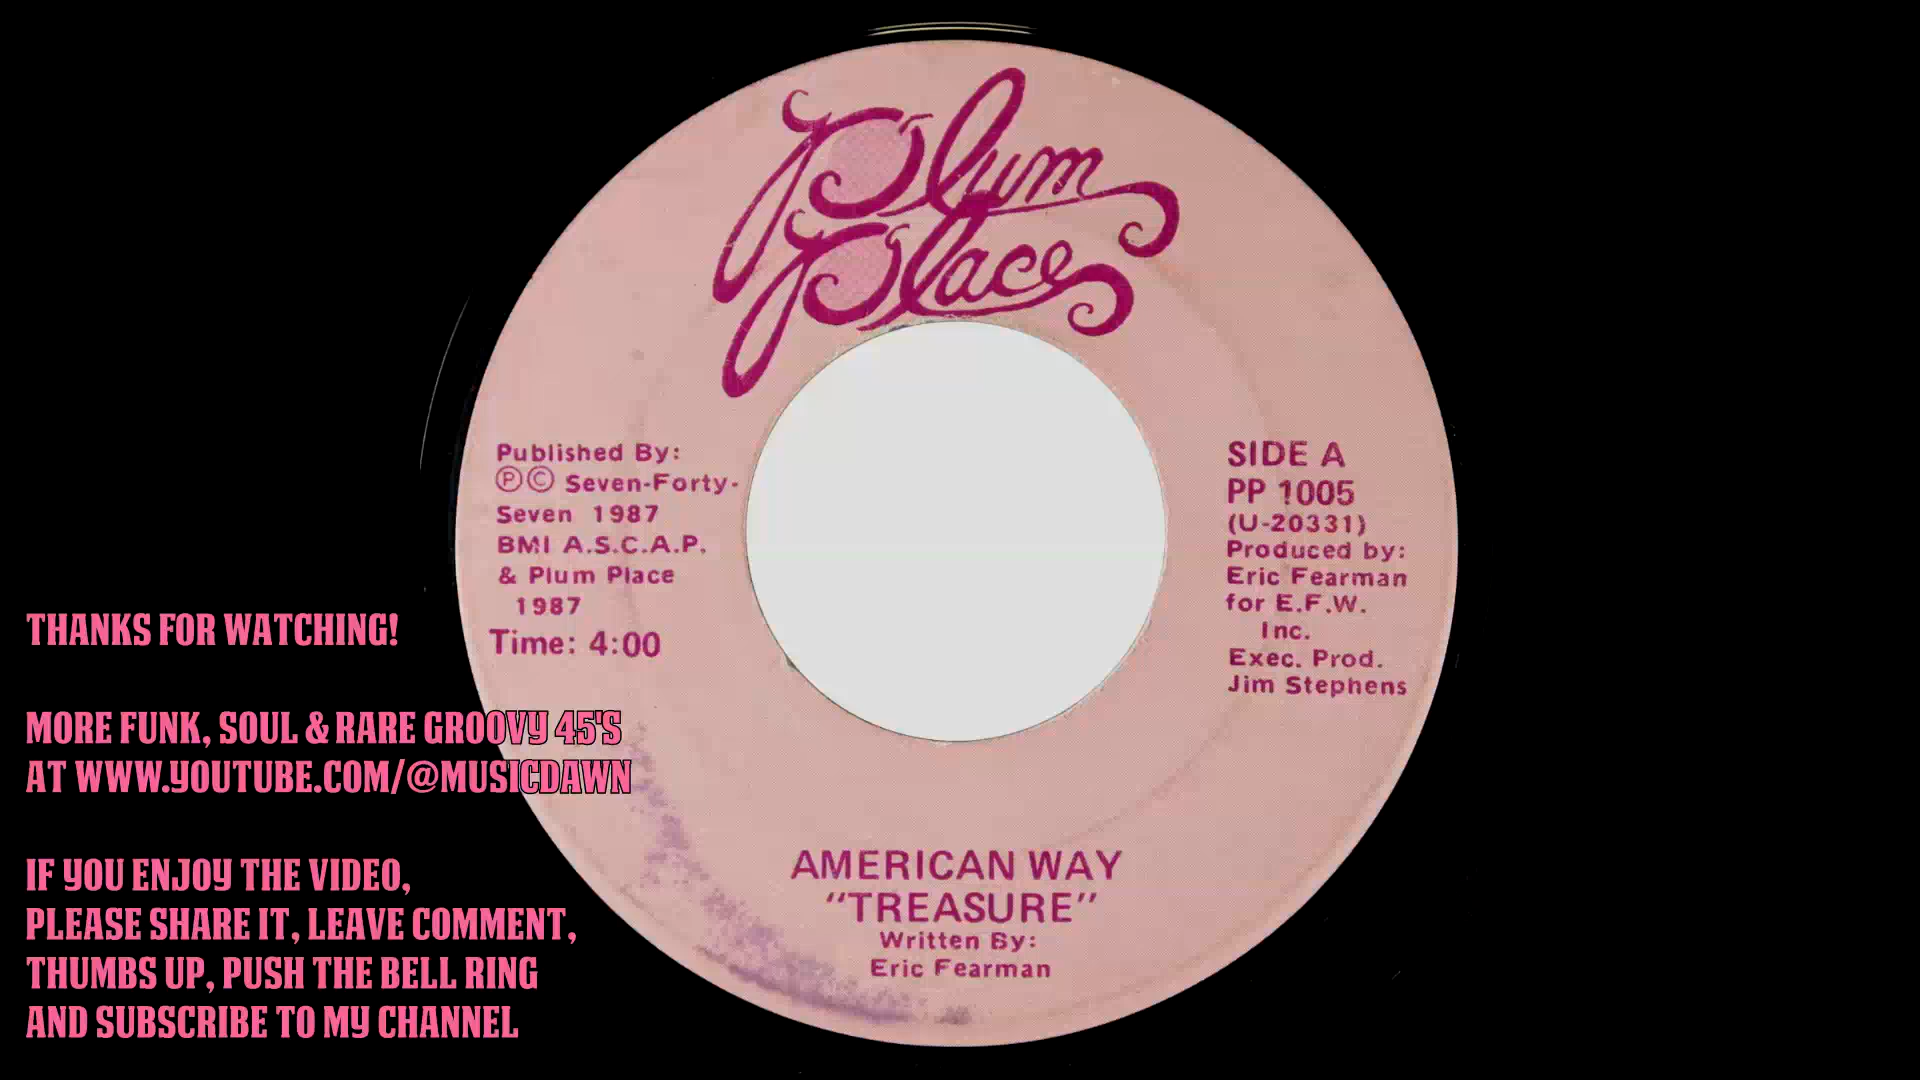 Plum
Place
Published By:
ⓅⒸ Seven-Forty-
Seven 1987
BMI A.S.C.A.P.
& Plum Place
1987
Time: 4:00
SIDE A
PP 1005
(U-20331)
Produced by:
Eric Fearman
for E.F.W.
Inc.
Exec. Prod.
Jim Stephens
AMERICAN WAY
"TREASURE"
Written By:
Eric Fearman
THANKS FOR WATCHING!
MORE FUNK, SOUL & RARE GROOVY 45'S
AT WWW.YOUTUBE.COM/@MUSICDAWN
IF YOU ENJOY THE VIDEO,
PLEASE SHARE IT, LEAVE COMMENT,
THUMBS UP, PUSH THE BELL RING
AND SUBSCRIBE TO MY CHANNEL